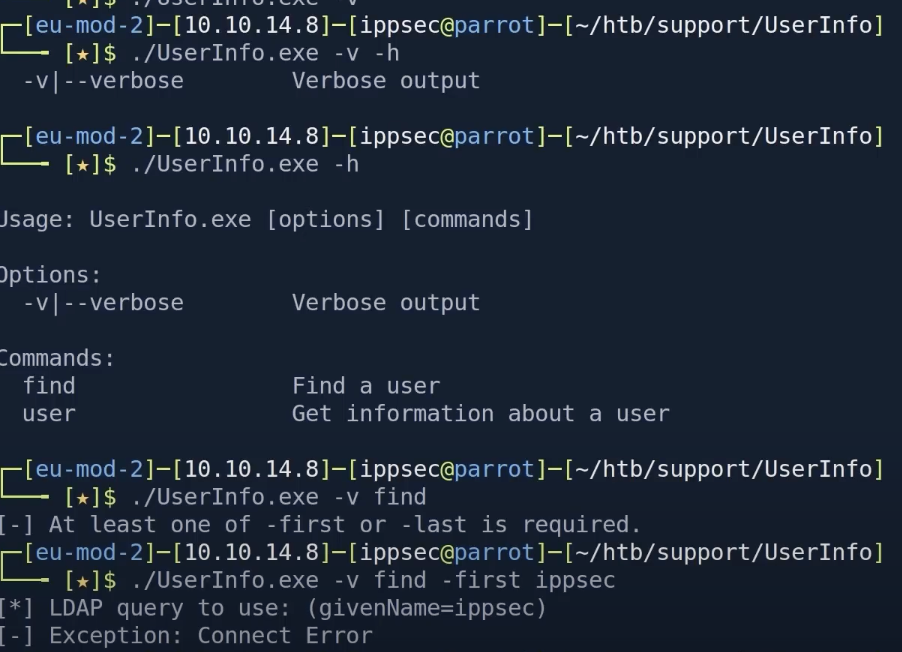 [★]$ ./UserInfo.exe -v
[eu-mod-2]─[10.10.14.8]─[ippsec@parrot]─[~/htb/support/UserInfo]
[★]$ ./UserInfo.exe -v -h
-v|--verbose        Verbose output
[eu-mod-2]─[10.10.14.8]─[ippsec@parrot]─[~/htb/support/UserInfo]
[★]$ ./UserInfo.exe -h
Usage: UserInfo.exe [options] [commands]
Options:
-v|--verbose        Verbose output
Commands:
find                Find a user
user                Get information about a user
[eu-mod-2]─[10.10.14.8]─[ippsec@parrot]─[~/htb/support/UserInfo]
[★]$ ./UserInfo.exe -v find
[-] At least one of -first or -last is required.
[eu-mod-2]─[10.10.14.8]─[ippsec@parrot]─[~/htb/support/UserInfo]
[★]$ ./UserInfo.exe -v find -first ippsec
[*] LDAP query to use: (givenName=ippsec)
[-] Exception: Connect Error